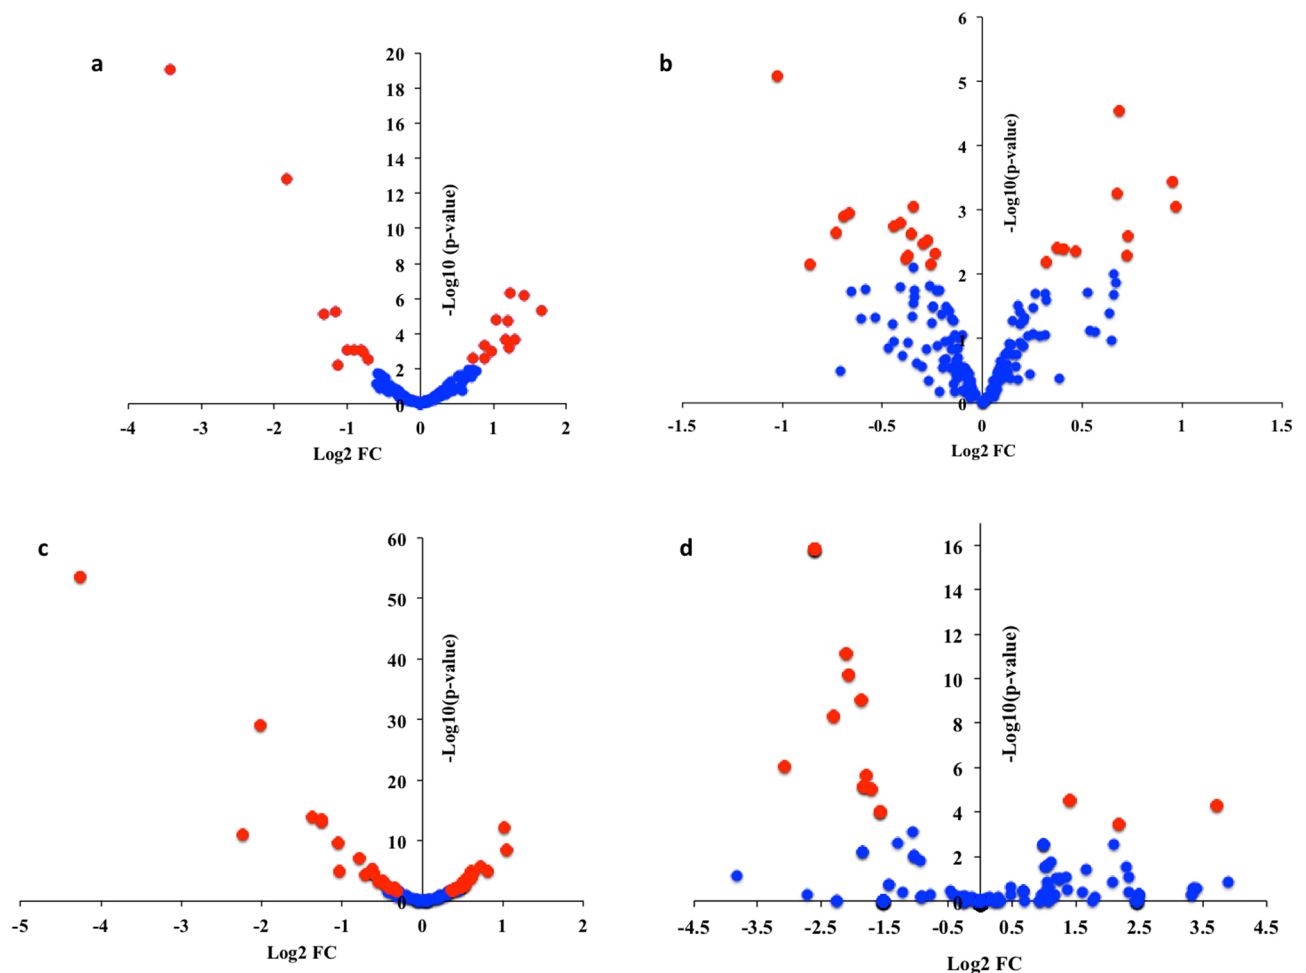 a
20
18
16
14
12
10
8
6
4
2
0
-Log10 (p-value)
-4 -3 -2 -1 0 1 2
Log2 FC
b
6
5
4
3
2
1
0
-Log10(p-value)
-1.5 -1 -0.5 0 0.5 1 1.5
Log2 FC
c
60
50
40
30
20
10
0
-Log10(p-value)
-5 -4 -3 -2 -1 0 1 2
Log2 FC
d
16
14
12
10
8
6
4
2
0
-Log10(p-value)
-4.5 -3.5 -2.5 -1.5 -0.5 0.5 1.5 2.5 3.5 4.5
Log2 FC